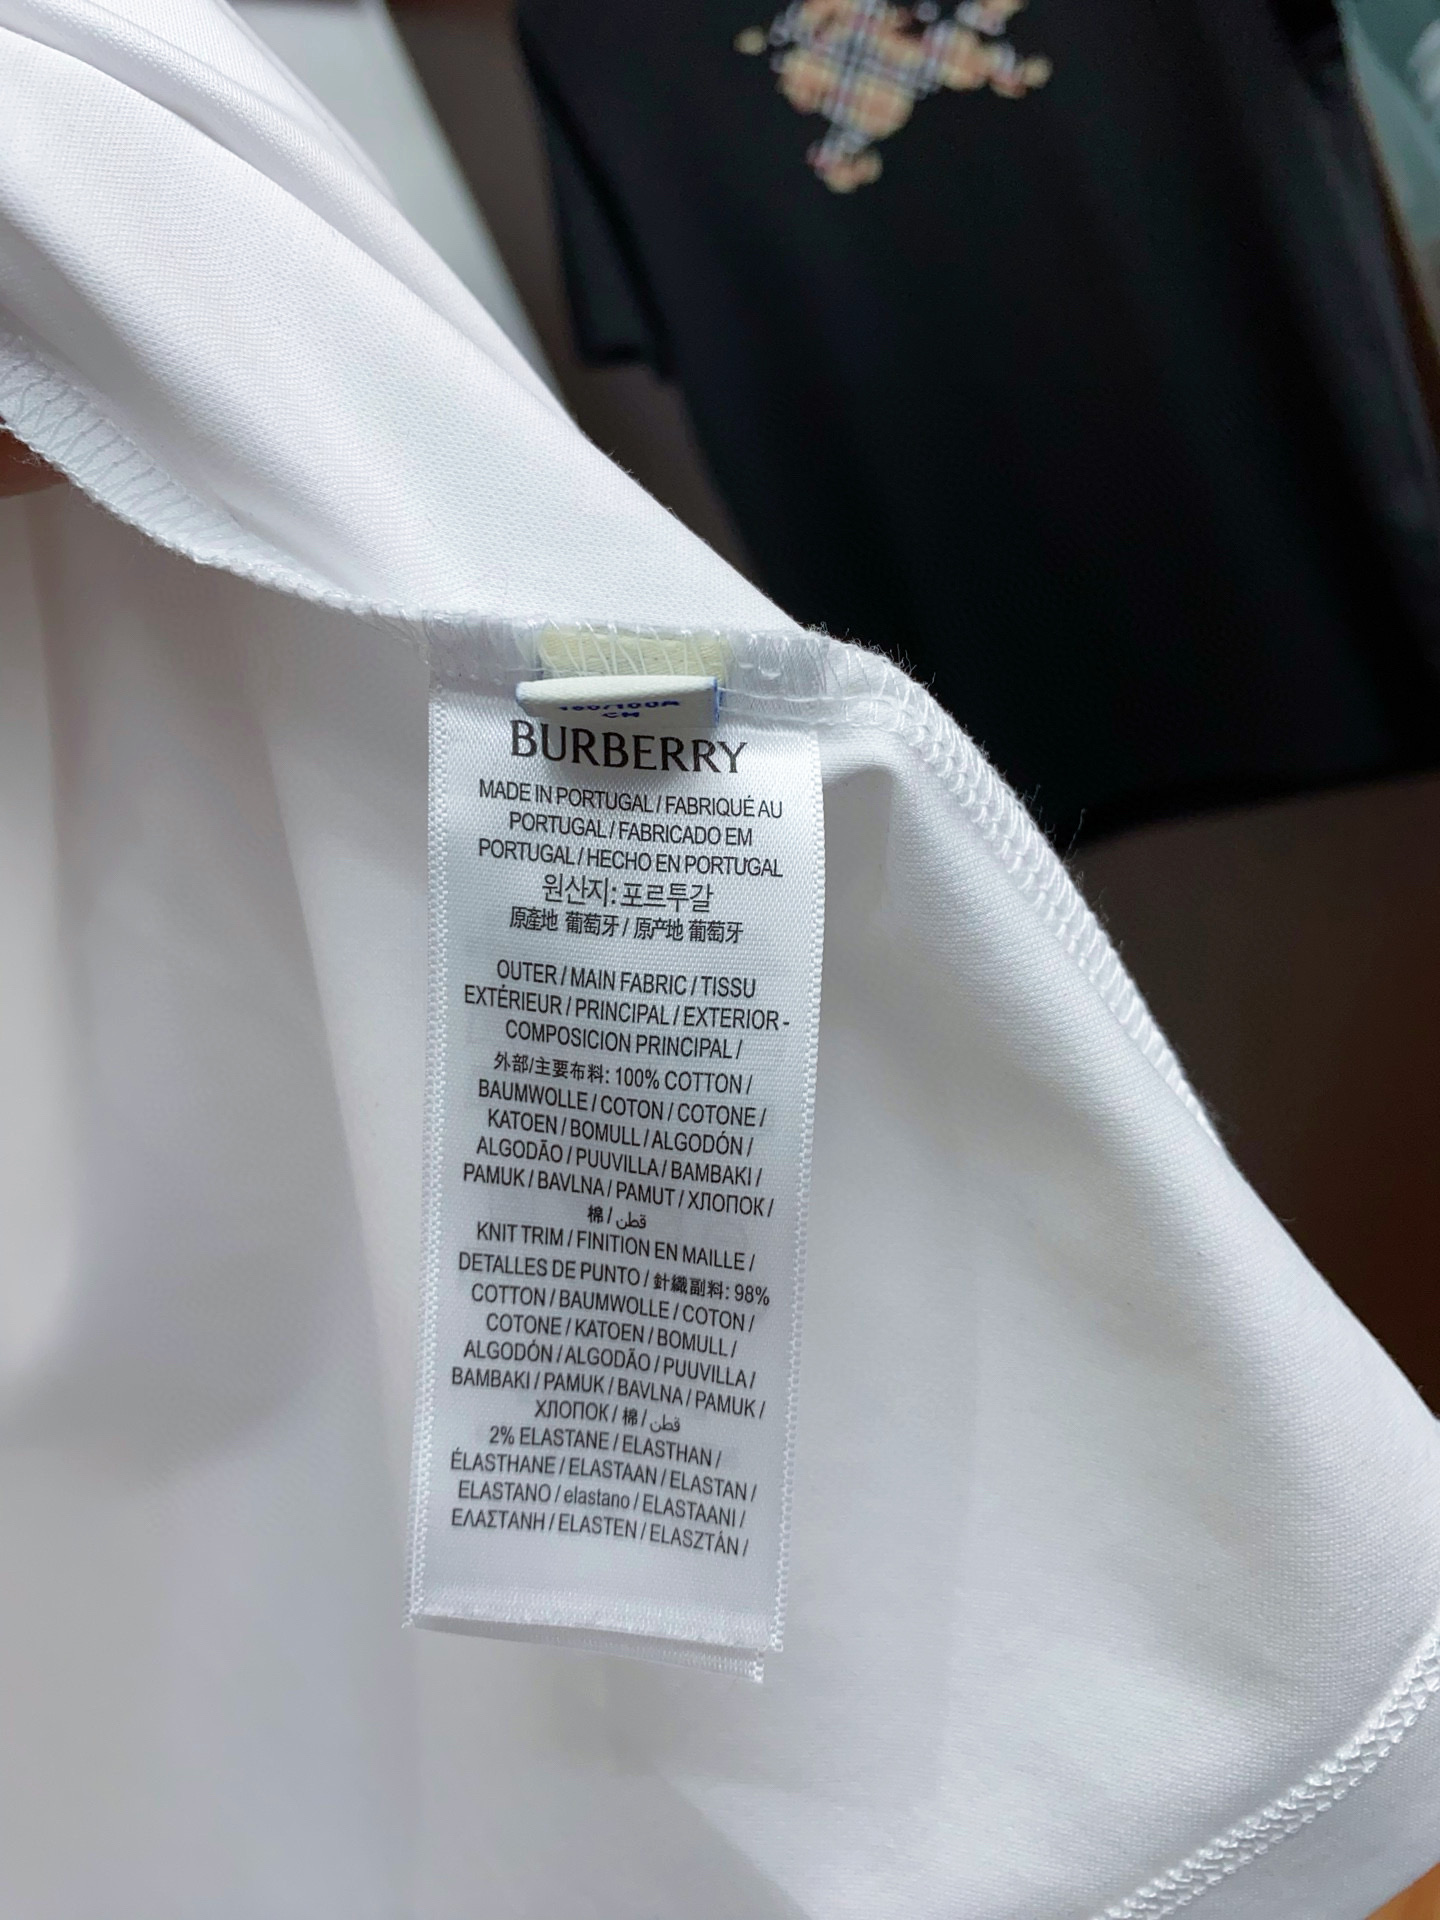 160/100A
CN
BURBERRY
MADE IN PORTUGAL / FABRIQUÉ AU
PORTUGAL / FABRICADO EM
PORTUGAL / HECHO EN PORTUGAL
원산지: 포르투갈
原產地 葡萄牙 / 原产地 葡萄牙
OUTER / MAIN FABRIC / TISSU
EXTÉRIEUR / PRINCIPAL / EXTERIOR -
COMPOSICION PRINCIPAL /
外部/主要布料: 100% COTTON /
BAUMWOLLE / COTON / COTONE /
KATOEN / BOMULL / ALGODÓN /
ALGODÃO / PUUVILLA / BAMBAKI /
PAMUK / BAVLNA / PAMUT / ХЛОПОК /
棉 / قطن
KNIT TRIM / FINITION EN MAILLE /
DETALLES DE PUNTO / 針織副料: 98%
COTTON / BAUMWOLLE / COTON /
COTONE / KATOEN / BOMULL /
ALGODÓN / ALGODÃO / PUUVILLA /
BAMBAKI / PAMUK / BAVLNA / PAMUK /
ХЛОПОК / 棉 / قطن
2% ELASTANE / ELASTHAN /
ÉLASTHANE / ELASTAAN / ELASTAN /
ELASTANO / elastano / ELASTAANI /
ΕΛΑΣΤΑΝΗ / ELASTEN / ELASZTÁN /